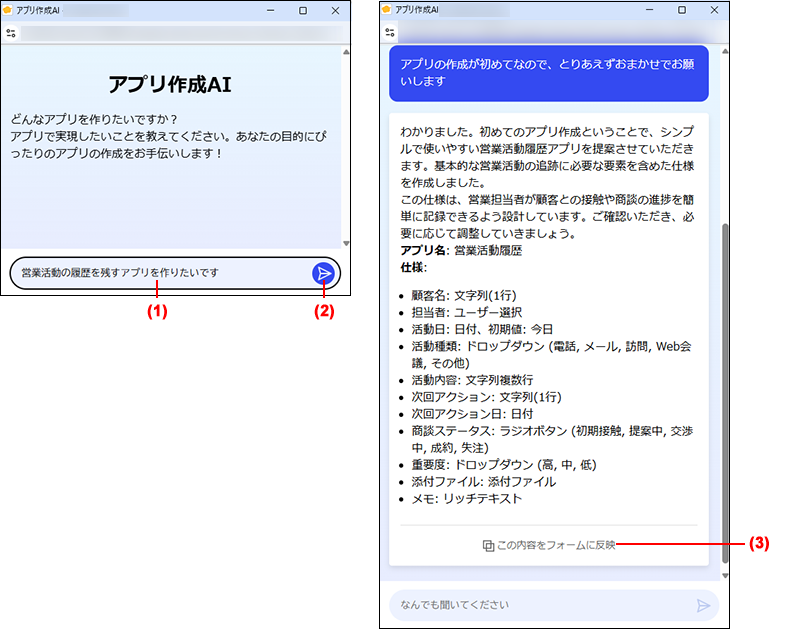 アプリ作成AI
アプリ作成AI
どんなアプリを作りたいですか？
アプリで実現したいことを教えてください。あなたの目的にぴ
ったりのアプリの作成をお手伝いします！
営業活動の履歴を残すアプリを作りたいです
(1)
(2)
アプリ作成AI
アプリの作成が初めてなので、とりあえずおまかせでお願
いします
わかりました。初めてのアプリ作成ということで、シンプ
ルで使いやすい営業活動履歴アプリを提案させていただき
ます。基本的な営業活動の追跡に必要な要素を含めた仕様
を作成しました。
この仕様は、営業担当者が顧客との接触や商談の進捗を簡
単に記録できるよう設計しています。ご確認いただき、必
要に応じて調整していきましょう。
アプリ名: 営業活動履歴
仕様:
• 顧客名: 文字列(1行)
• 担当者: ユーザー選択
• 活動日: 日付、初期値: 今日
• 活動種類: ドロップダウン (電話, メール, 訪問, Web会
議, その他)
• 活動内容: 文字列複数行
• 次回アクション: 文字列(1行)
• 次回アクション日: 日付
• 商談ステータス: ラジオボタン (初期接触, 提案中, 交渉
中, 成約, 失注)
• 重要度: ドロップダウン (高, 中, 低)
• 添付ファイル: 添付ファイル
• メモ: リッチテキスト
この内容をフォームに反映
(3)
なんでも聞いてください